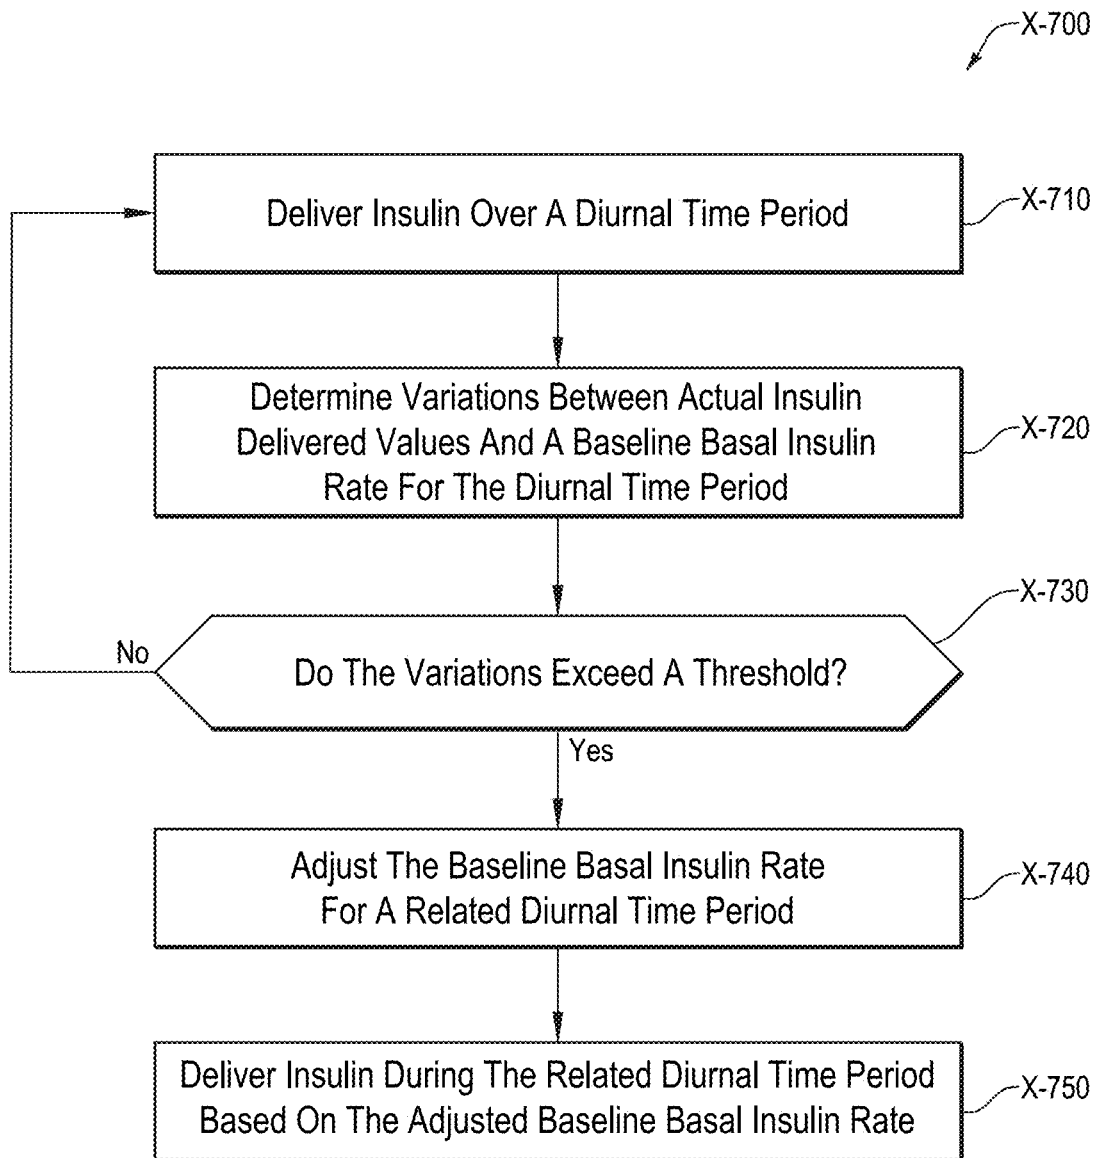 X-700
Deliver Insulin Over A Diurnal Time Period
X-710
Determine Variations Between Actual Insulin
Delivered Values And A Baseline Basal Insulin
Rate For The Diurnal Time Period
X-720
X-730
No
Do The Variations Exceed A Threshold?
Yes
Adjust The Baseline Basal Insulin Rate
For A Related Diurnal Time Period
X-740
Deliver Insulin During The Related Diurnal Time Period
Based On The Adjusted Baseline Basal Insulin Rate
X-750